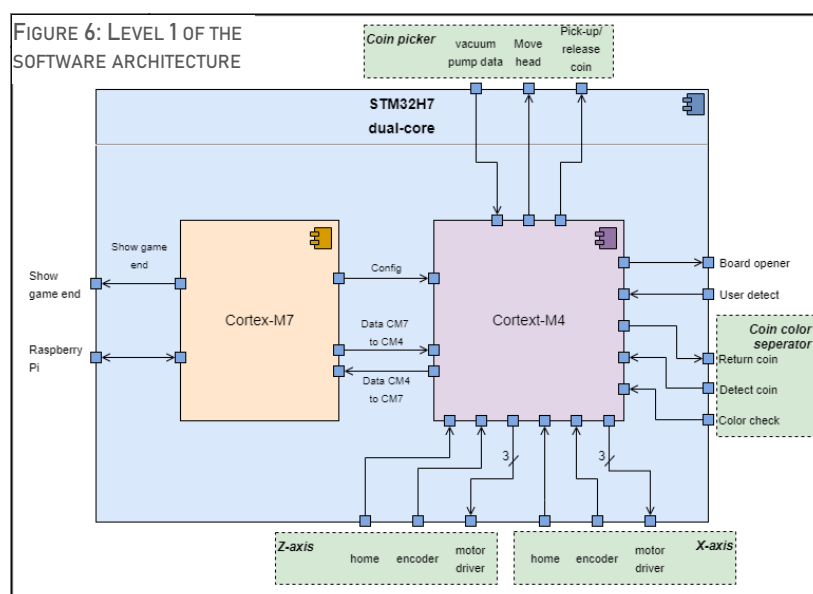 FIGURE 6: LEVEL 1 OF THE
SOFTWARE ARCHITECTURE
Coin picker
vacuum
pump data
Move
head
Pick-up/
release
coin
STM32H7
dual-core
Show game
end
Config
Show
game end
Cortex-M7
Cortext-M4
Data CM7
to CM4
Raspberry
Pi
Data CM4
to CM7
Board opener
User detect
Coin color
seperator
Return coin
Detect coin
Color check
3
3
Z-axis
home
encoder
motor
driver
home
encoder
motor
driver
X-axis